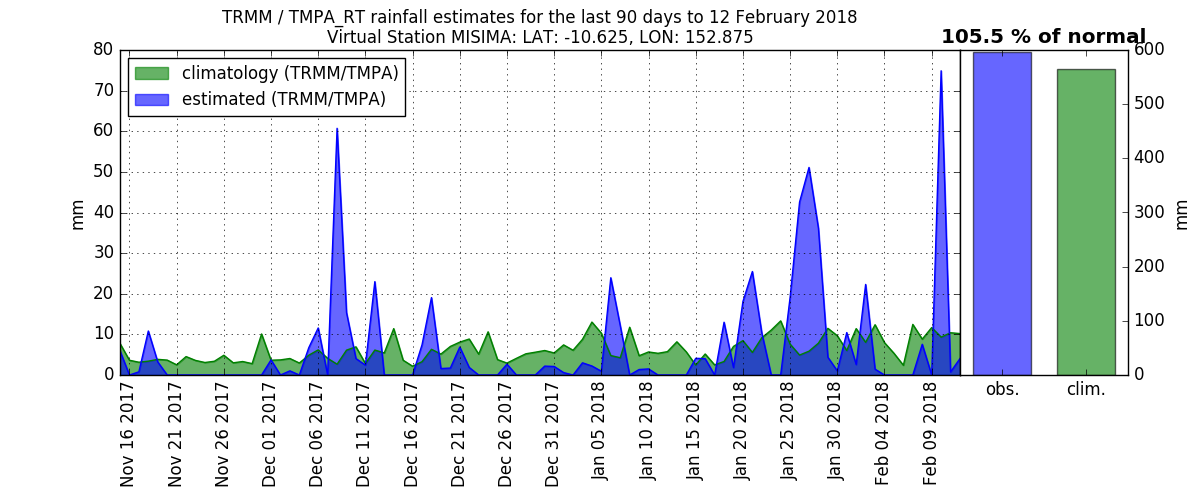 TRMM / TMPA_RT rainfall estimates for the last 90 days to 12 February 2018
Virtual Station MISIMA: LAT: -10.625, LON: 152.875
105.5 % of normal
climatology (TRMM/TMPA)
estimated (TRMM/TMPA)
mm
80
70
60
50
40
30
20
10
0
Nov 16 2017
Nov 21 2017
Nov 26 2017
Dec 01 2017
Dec 06 2017
Dec 11 2017
Dec 16 2017
Dec 21 2017
Dec 26 2017
Dec 31 2017
Jan 05 2018
Jan 10 2018
Jan 15 2018
Jan 20 2018
Jan 25 2018
Jan 30 2018
Feb 04 2018
Feb 09 2018
obs.
clim.
600
500
400
300
200
100
0
mm